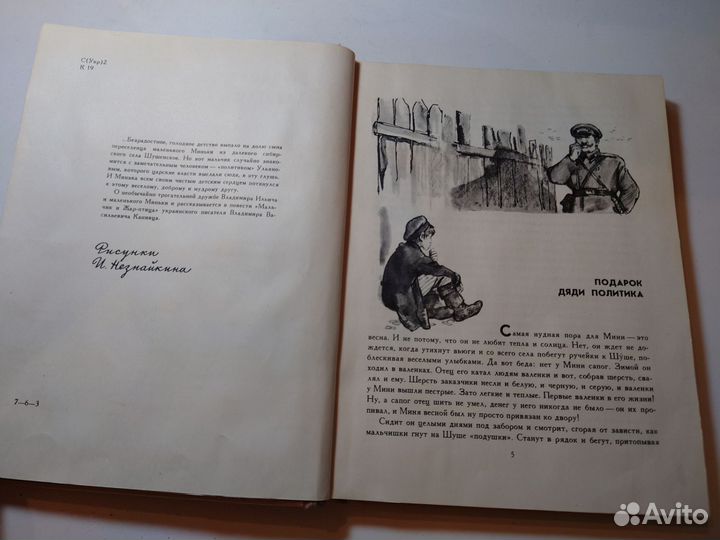 С(Укр)2
К 19
...Безрадостное, голодное детство выпало на долю сына
переселенца маленького Миньки из далекого сибир-
ского села Шушенское. Но вот мальчик случайно знако-
мится с замечательным человеком — «политиком» Ульяно-
вым, которого царские власти выслали сюда, в эту глушь.
И Минька всем своим чистым детским сердцем потянулся
к этому веселому, доброму и мудрому другу.
О необычайно трогательной дружбе Владимира Ильича
и маленького Миньки и рассказывается в повести «Маль-
чик и Жар-птица» украинского писателя Владимира Ва-
сильевича Канивца.
Рисунки
И. Незнайкина
7—6—3
ПОДАРОК
ДЯДИ ПОЛИТИКА
Самая нудная пора для Мини — это
весна. И не потому, что он не любит тепла и солнца. Нет, он ждет не до-
ждется, когда утихнут вьюги и со всего села побегут ручейки к Шуше, по-
блескивая веселыми улыбками. Да вот беда: нет у Мини сапог. Зимой он
ходил в валенках. Отец его катал людям валенки и вот, собрав шерсть, сва-
лял и ему. Шерсть заказчики несли и белую, и черную, и серую, и валенки
у Мини вышли пестрые. Зато легкие и теплые. Первые валенки в его жизни!
Ну, а сапог отец шить не умел, денег у него никогда не было — он их про-
пивал, и Миня весной был ну просто привязан ко двору!
Сидит он целыми днями под забором и смотрит, сгорая от зависти, как
мальчишки гнут на Шуше «подушки». Станут в рядок и бегут, притопывая
5
Avito